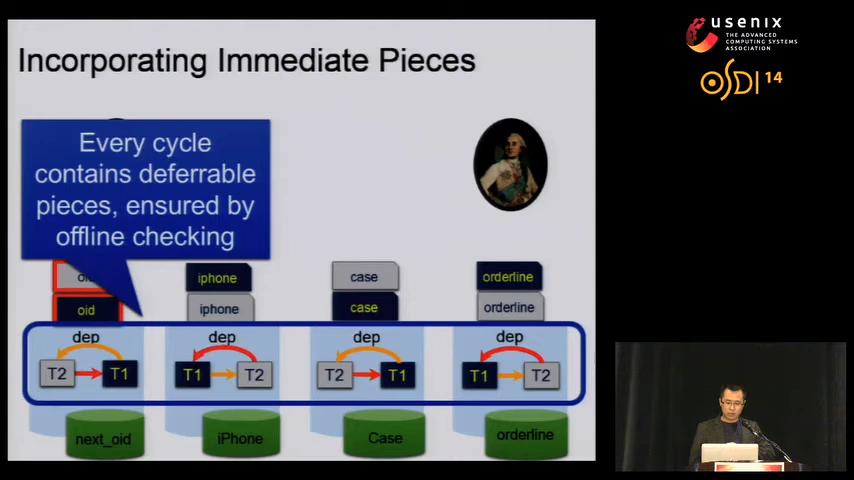 Incorporating Immediate Pieces
usenix
THE ADVANCED
COMPUTING SYSTEMS
ASSOCIATION
OSDI 14
Every cycle
contains deferrable
pieces, ensured by
offline checking
iphone
case
orderline
oid
iphone
case
orderline
dep
dep
dep
dep
T2
T1
T1
T2
T2
T1
T1
T2
next_oid
iPhone
Case
orderline